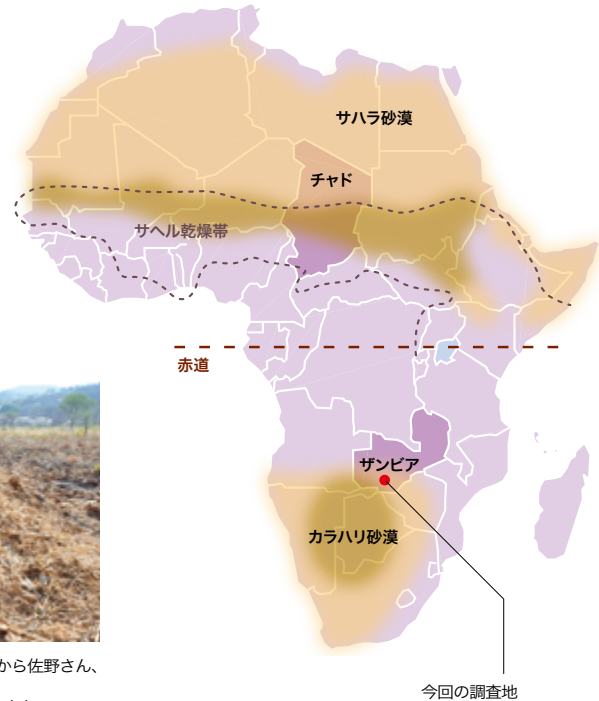 サハラ砂漠
チャド
サヘル乾燥帯
赤道
ザンビア
カラハリ砂漠
今回の調査地
から佐野さん、